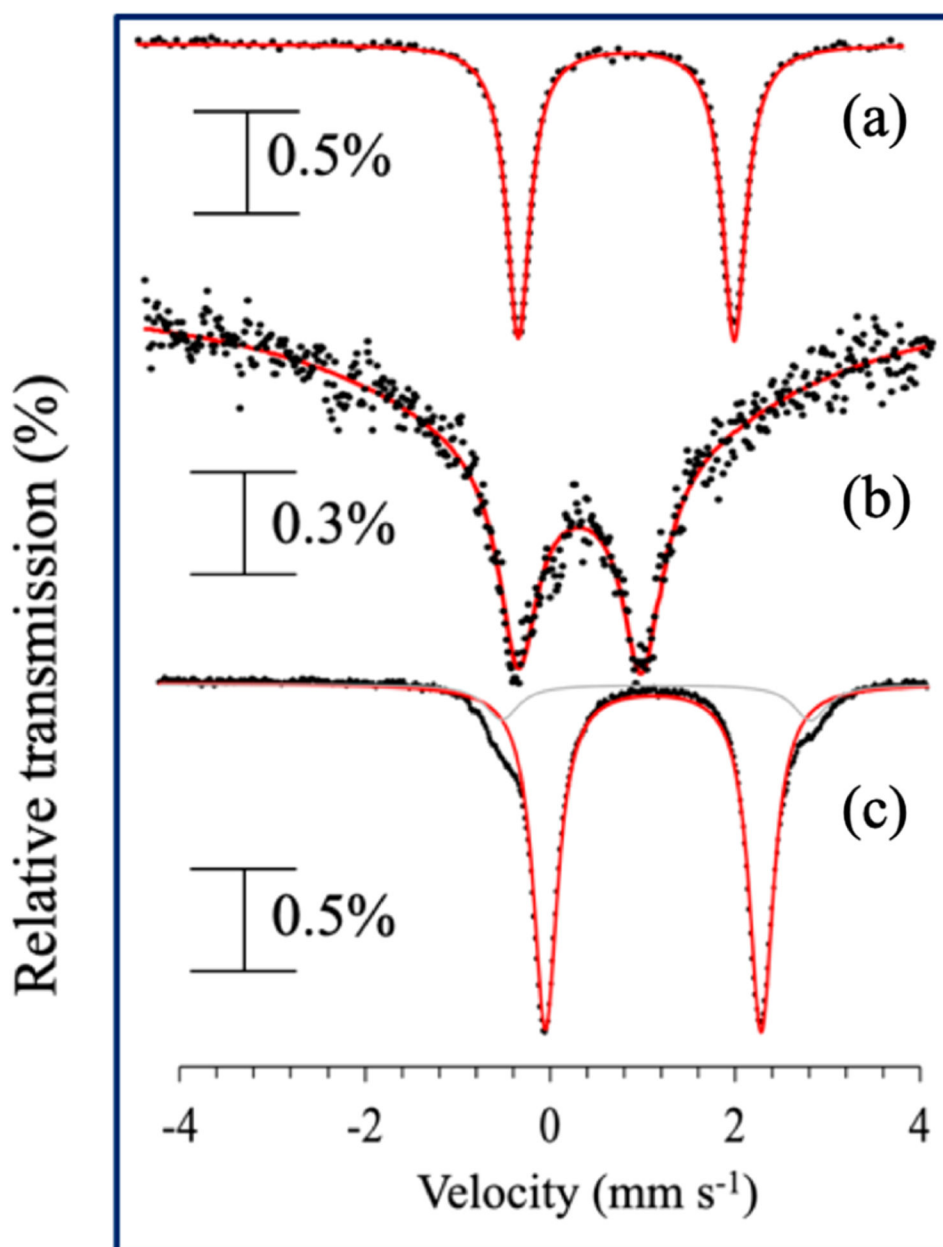 Relative transmission (%)
(a)
0.5%
(b)
0.3%
(c)
0.5%
-4 -2 0 2 4
Velocity (mm s⁻¹)